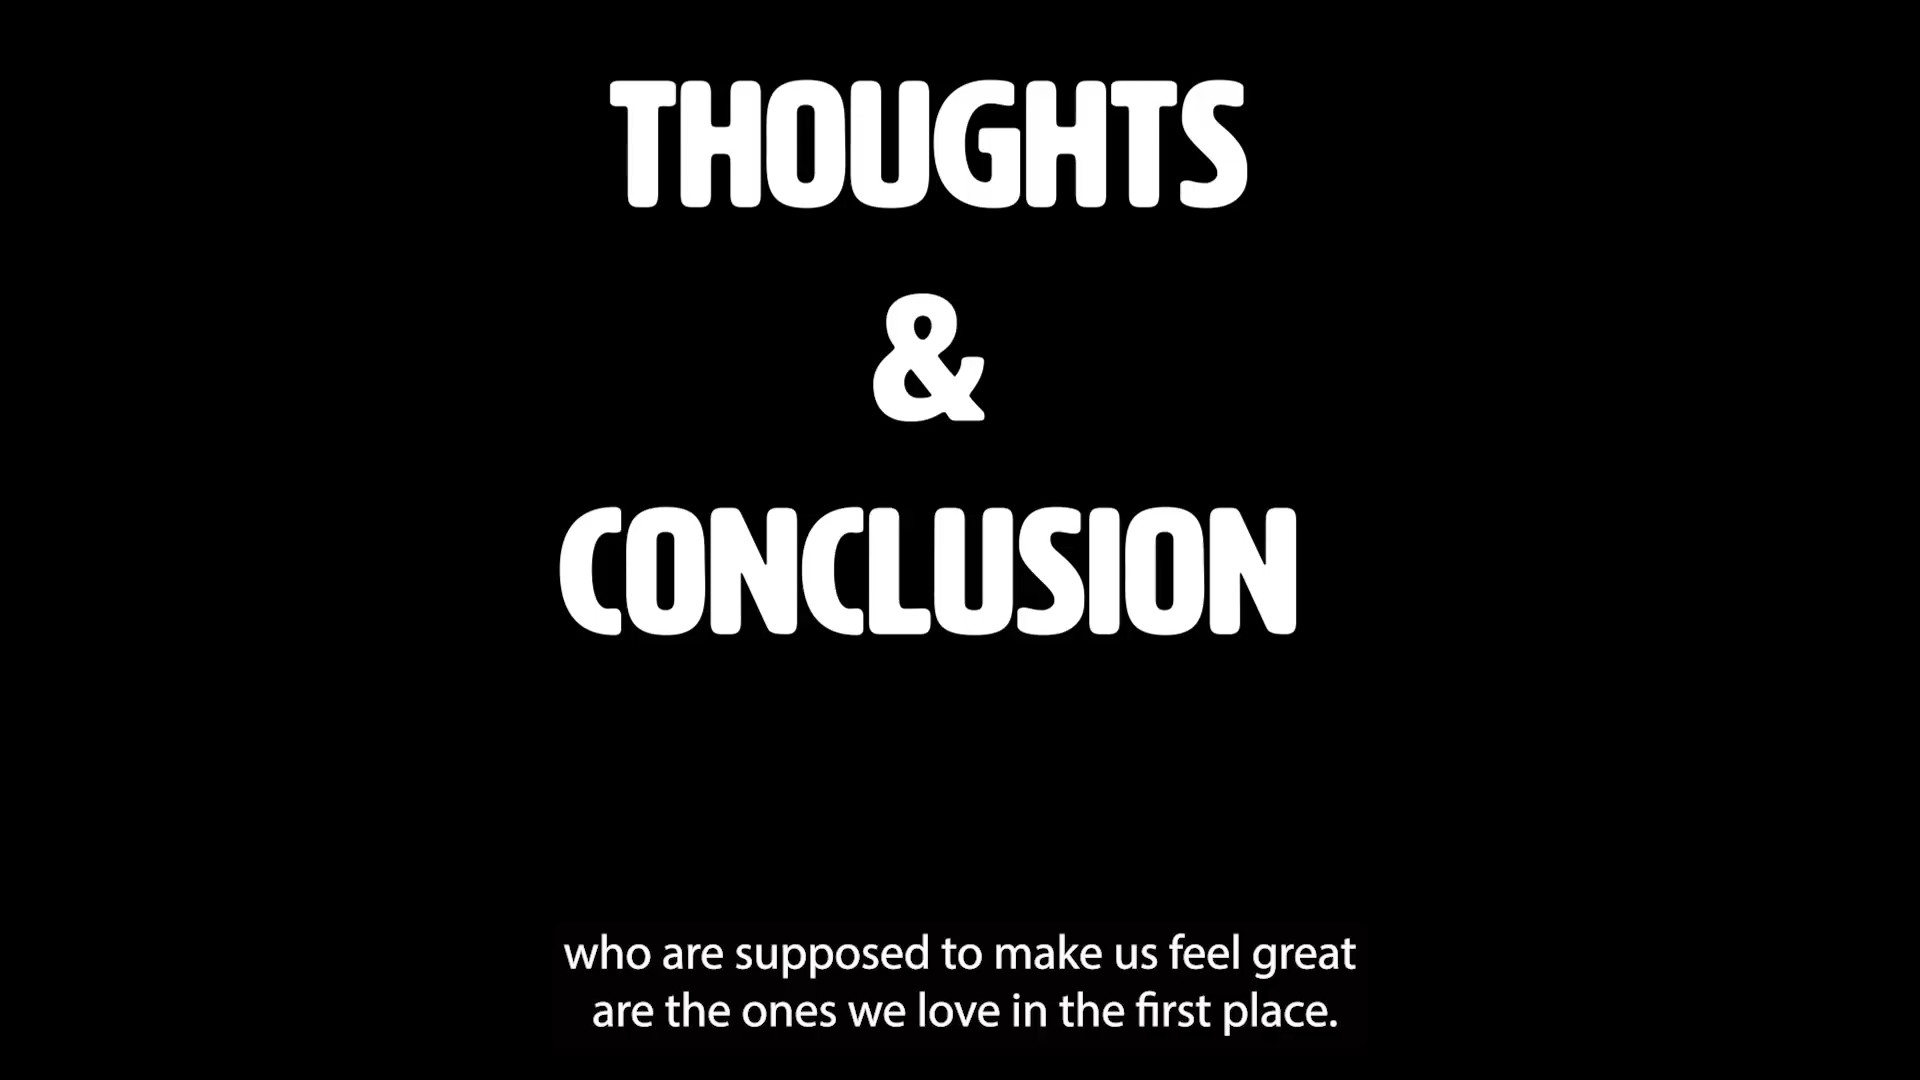 THOUGHTS
&
CONCLUSION
who are supposed to make us feel great
are the ones we love in the first place.